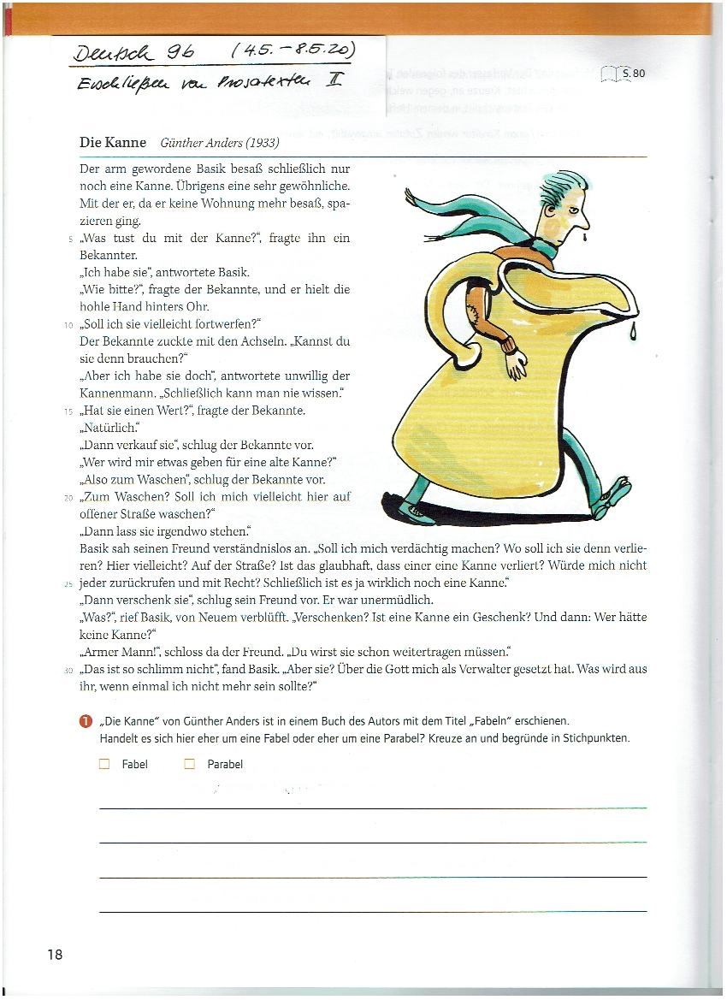 Deutsch 9b (4.5. – 8.5.20)
Erschließen von Prosatexten II
S. 80
Die Kanne Günther Anders (1933)
Der arm gewordene Basik besaß schließlich nur
noch eine Kanne. Übrigens eine sehr gewöhnliche.
Mit der er, da er keine Wohnung mehr besaß, spa-
zieren ging.
5 „Was tust du mit der Kanne?“, fragte ihn ein
Bekannter.
„Ich habe sie“, antwortete Basik.
„Wie bitte?“, fragte der Bekannte, und er hielt die
hohle Hand hinters Ohr.
10 „Soll ich sie vielleicht fortwerfen?“
Der Bekannte zuckte mit den Achseln. „Kannst du
sie denn brauchen?“
„Aber ich habe sie doch“, antwortete unwillig der
Kannenmann. „Schließlich kann man nie wissen.“
15 „Hat sie einen Wert?“, fragte der Bekannte.
„Natürlich.“
„Dann verkauf sie“, schlug der Bekannte vor.
„Wer wird mir etwas geben für eine alte Kanne?“
„Also zum Waschen“, schlug der Bekannte vor.
20 „Zum Waschen? Soll ich mich vielleicht hier auf
offener Straße waschen?“
„Dann lass sie irgendwo stehen.“
Basik sah seinen Freund verständnislos an. „Soll ich mich verdächtig machen? Wo soll ich sie denn verlie-
ren? Hier vielleicht? Auf der Straße? Ist das glaubhaft, dass einer eine Kanne verliert? Würde mich nicht
25 jeder zurückrufen und mit Recht? Schließlich ist es ja wirklich noch eine Kanne.“
„Dann verschenk sie“, schlug sein Freund vor. Er war unermüdlich.
„Was?“, rief Basik, von Neuem verblüfft. „Verschenken? Ist eine Kanne ein Geschenk? Und dann: Wer hätte
keine Kanne?“
„Armer Mann!“, schloss da der Freund. „Du wirst sie schon weitertragen müssen.“
30 „Das ist so schlimm nicht“, fand Basik. „Aber sie? Über die Gott mich als Verwalter gesetzt hat. Was wird aus
ihr, wenn einmal ich nicht mehr sein sollte?“
1 „Die Kanne“ von Günther Anders ist in einem Buch des Autors mit dem Titel „Fabeln“ erschienen.
Handelt es sich hier eher um eine Fabel oder eher um eine Parabel? Kreuze an und begründe in Stichpunkten.
Fabel Parabel
18